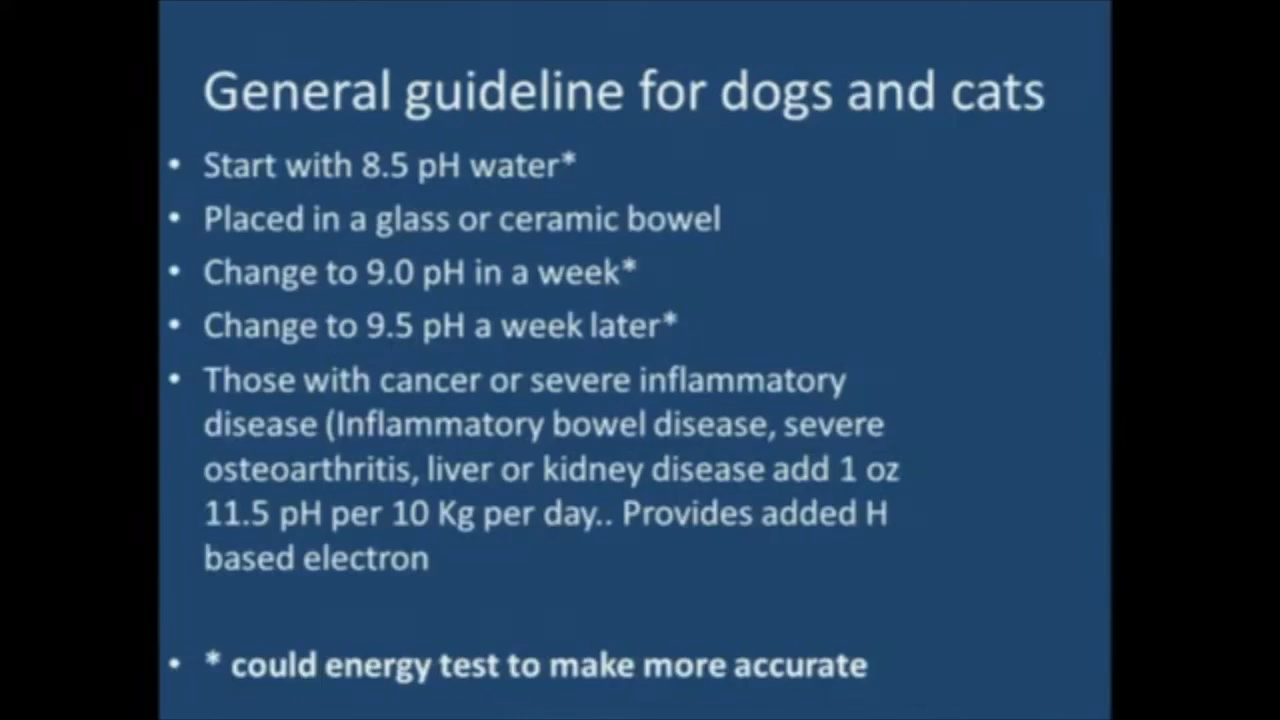 General guideline for dogs and cats
• Start with 8.5 pH water*
• Placed in a glass or ceramic bowel
• Change to 9.0 pH in a week*
• Change to 9.5 pH a week later*
• Those with cancer or severe inflammatory
disease (Inflammatory bowel disease, severe
osteoarthritis, liver or kidney disease add 1 oz
11.5 pH per 10 Kg per day.. Provides added H
based electron
• * could energy test to make more accurate